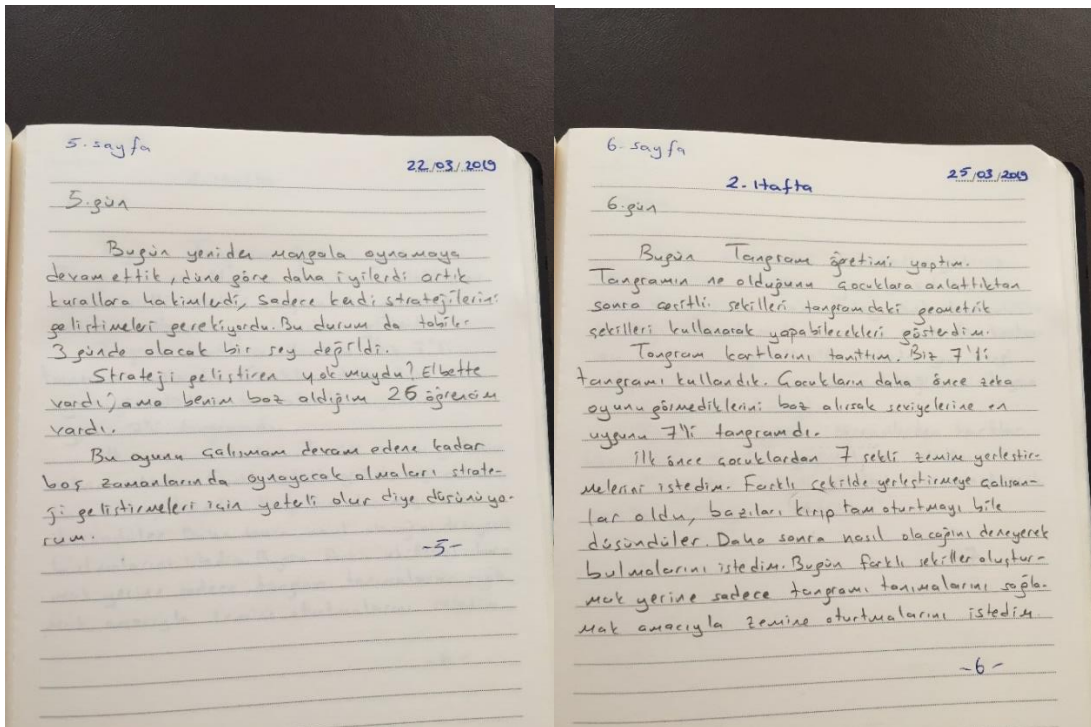 5. sayfa
22/03/2019
5.gün
Bugün yeniden mangala oynamaya
devam ettik, düne göre daha iyilerdi artık
kurallara hakimlerdi, sadece kendi stratejilerini
geliştimeleri gerekiyordu. Bu durum da tabiki
3 günde olacak bir şey değildi.
Strateji geliştiren yok muydu? Elbette
vardı, ama benim baz aldığım 26 öğrencim
vardı.
Bu oyunu çalışmam devam edene kadar
boş zamanlarında oynayacak olmaları strate-
ji geliştirmeleri için yeteli olur diye düşünüyo-
rum.
-5-
6. sayfa
25/03/2019
2. Hafta
6.gün
Bugün Tangram öğretimi yaptım.
Tangramın ne olduğunu çocuklara anlattıktan
sonra çeşitli şekilleri tangramdaki geometrik
şekilleri kullanarak yapabilecekleri gösterdim.
Tangram kartlarını tanıttım. Biz 7'li
tangramı kullandık. Çocukların daha önce zeka
oyunu görmediklerini baz alırsak seviyelerine en
uygunu 7'li tangramdı.
İlk önce çocuklardan 7 şekli zemine yerleştir-
melerini istedim. Farklı şekilde yerleştirmeye çalışan-
lar oldu, bazıları kırıp tam oturtmayı bile
düşündüler. Daha sonra nasıl olacağını deneyerek
bulmalarını istedim. Bugün farklı şekiller oluştur-
mak yerine sadece tangramı tanımalarını sağla-
mak amacıyla zemine oturtmalarını istedim
-6-